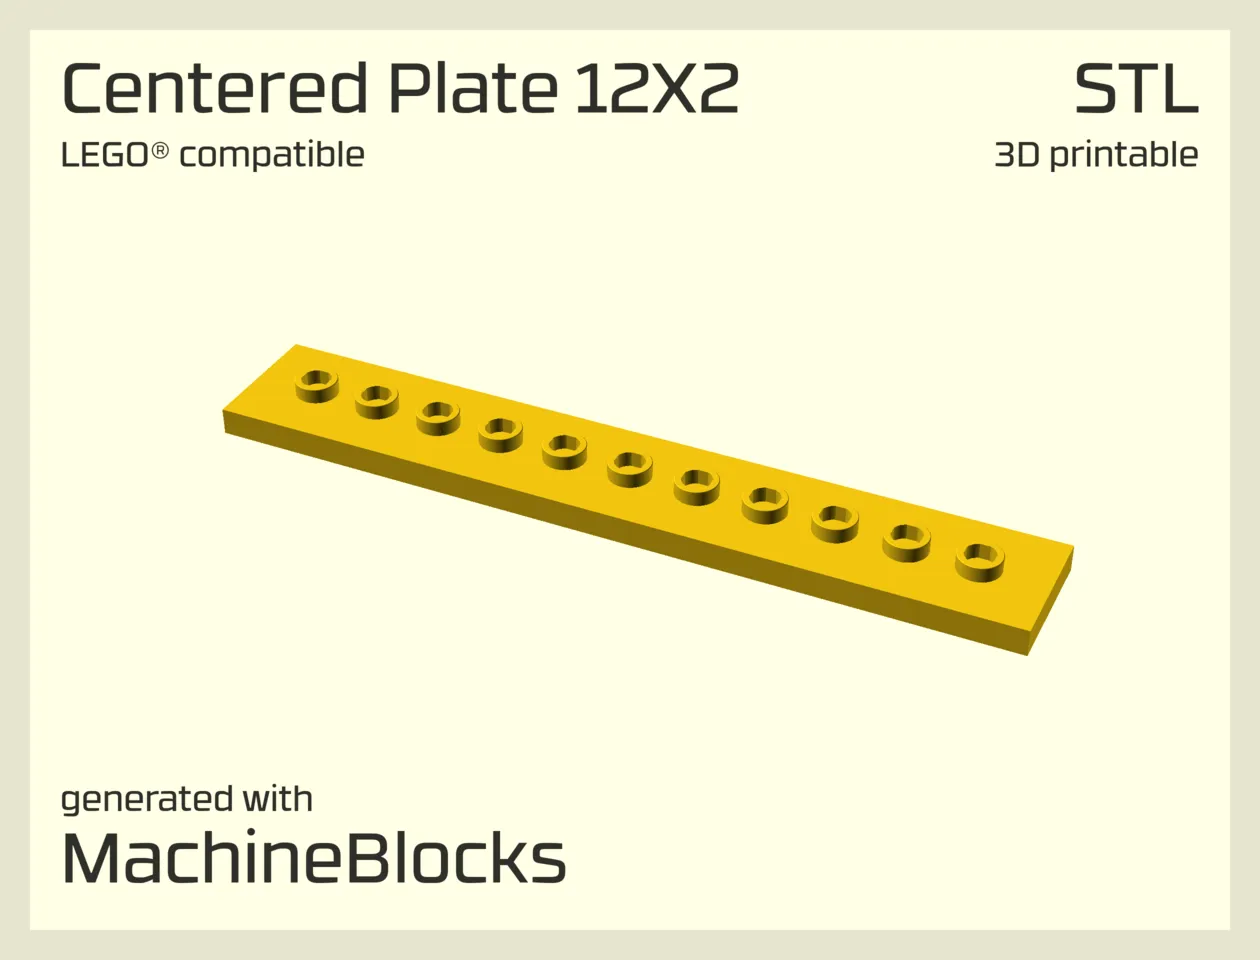 Centered Plate 12X2
STL
LEGO® compatible
3D printable
generated with
MachineBlocks